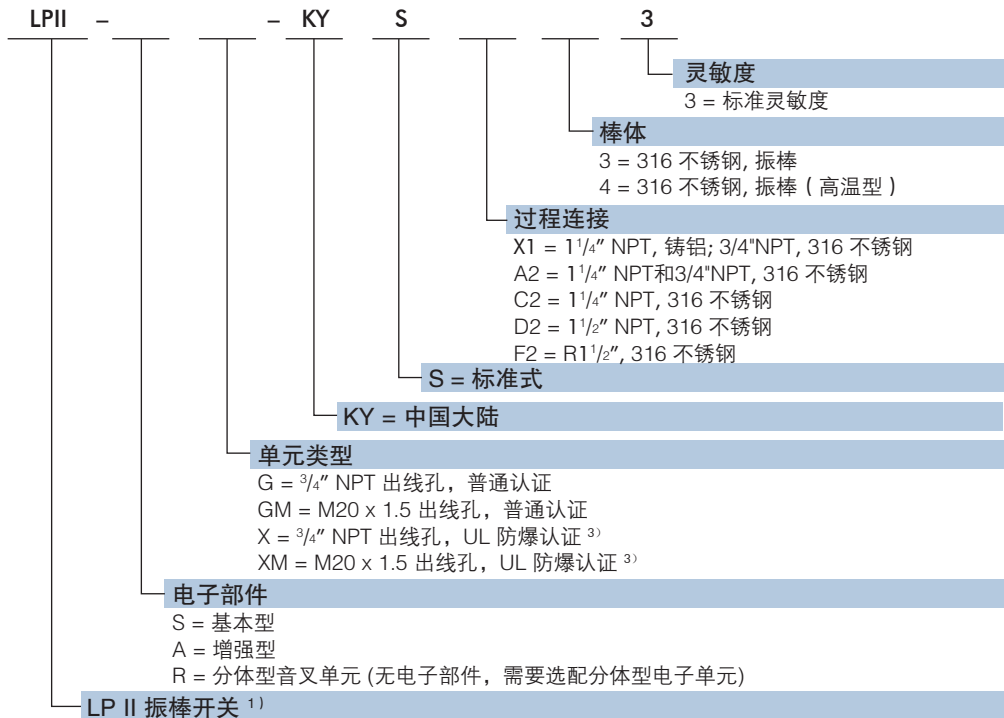 LPII – – KY S 3
灵敏度
3 = 标准灵敏度
棒体
3 = 316 不锈钢, 振棒
4 = 316 不锈钢, 振棒 ( 高温型 )
过程连接
X1 = 1¹/₄″ NPT, 铸铝; 3/4"NPT, 316 不锈钢
A2 = 1¹/₄″ NPT和3/4"NPT, 316 不锈钢
C2 = 1¹/₄″ NPT, 316 不锈钢
D2 = 1¹/₂″ NPT, 316 不锈钢
F2 = R1¹/₂″, 316 不锈钢
S = 标准式
KY = 中国大陆
单元类型
G = ³/₄″ NPT 出线孔，普通认证
GM = M20 x 1.5 出线孔，普通认证
X = ³/₄″ NPT 出线孔，UL 防爆认证 ³⁾
XM = M20 x 1.5 出线孔，UL 防爆认证 ³⁾
电子部件
S = 基本型
A = 增强型
R = 分体型音叉单元 (无电子部件，需要选配分体型电子单元)
LP II 振棒开关 ¹⁾